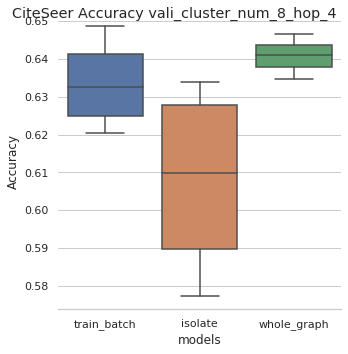 CiteSeer Accuracy vali_cluster_num_8_hop_4
0.65
0.64
0.63
0.62
0.61
0.60
0.59
0.58
Accuracy
train_batch
isolate
whole_graph
models